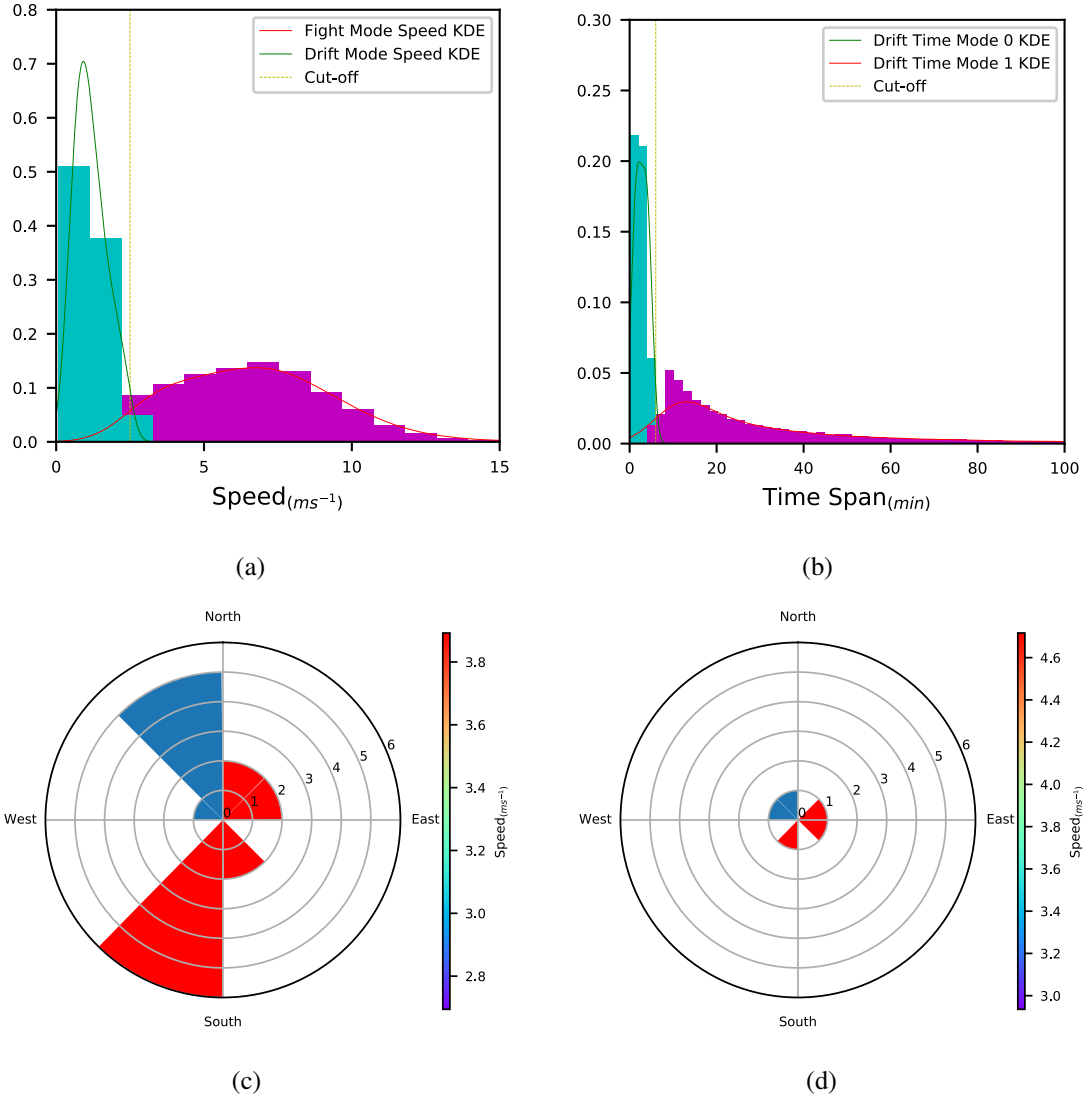 0.8
0.7
0.6
0.5
0.4
0.3
0.2
0.1
0.0
0
5
10
15
Fight Mode Speed KDE
Drift Mode Speed KDE
Cut-off
Speed(ms⁻¹)
(a)
0.30
0.25
0.20
0.15
0.10
0.05
0.00
0
20
40
60
80
100
Drift Time Mode 0 KDE
Drift Time Mode 1 KDE
Cut-off
Time Span(min)
(b)
North
West
East
South
0
1
2
3
4
5
6
3.8
3.6
3.4
3.2
3.0
2.8
Speed(ms⁻¹)
(c)
North
West
East
South
0
1
2
3
4
5
6
4.6
4.4
4.2
4.0
3.8
3.6
3.4
3.2
3.0
Speed(ms⁻¹)
(d)